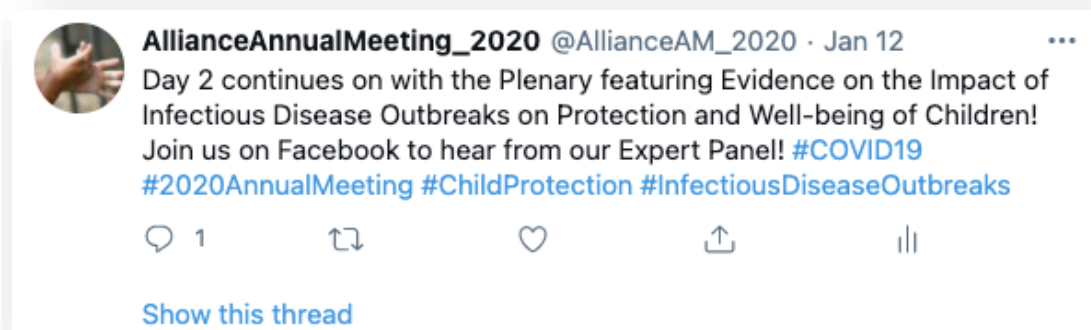 AllianceAnnualMeeting_2020 @AllianceAM_2020 · Jan 12
Day 2 continues on with the Plenary featuring Evidence on the Impact of
Infectious Disease Outbreaks on Protection and Well-being of Children!
Join us on Facebook to hear from our Expert Panel! #COVID19
#2020AnnualMeeting #ChildProtection #InfectiousDiseaseOutbreaks
1
Show this thread